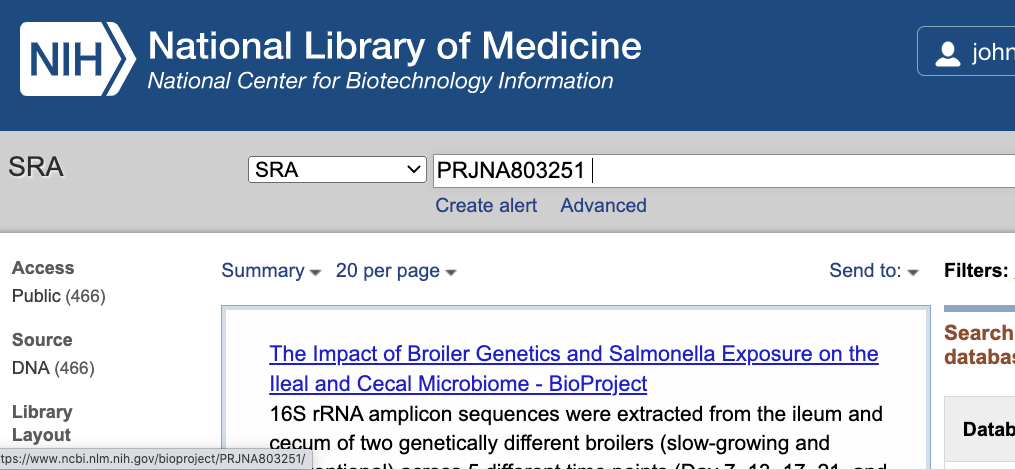 NIH National Library of Medicine
National Center for Biotechnology Information
john
SRA
SRA
PRJNA803251
Create alert Advanced
Access
Public (466)
Source
DNA (466)
Library
Layout
Summary 20 per page Send to: Filters:
The Impact of Broiler Genetics and Salmonella Exposure on the
Ileal and Cecal Microbiome - BioProject
16S rRNA amplicon sequences were extracted from the ileum and
cecum of two genetically different broilers (slow-growing and
Search
databas
Datab
tps://www.ncbi.nlm.nih.gov/bioproject/PRJNA803251/